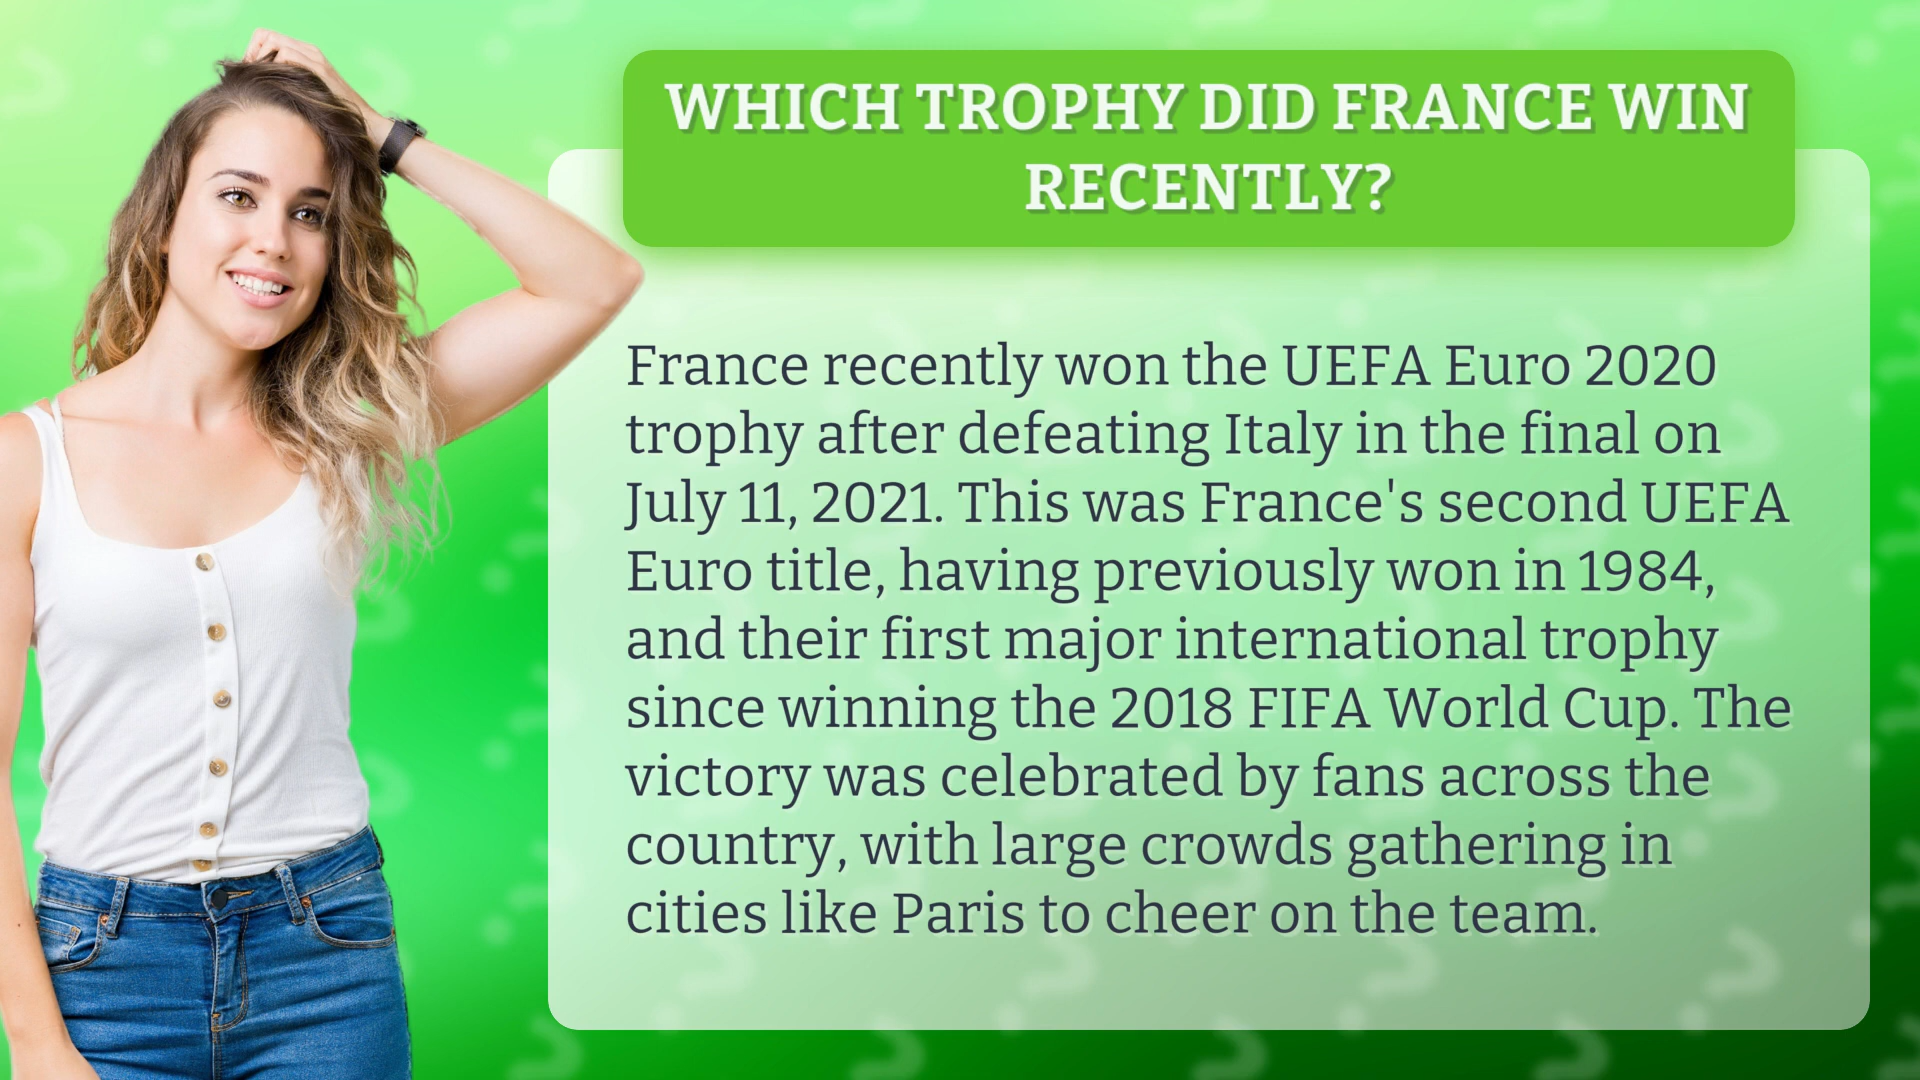 WHICH TROPHY DID FRANCE WIN
RECENTLY?
France recently won the UEFA Euro 2020
trophy after defeating Italy in the final on
July 11, 2021. This was France's second UEFA
Euro title, having previously won in 1984,
and their first major international trophy
since winning the 2018 FIFA World Cup. The
victory was celebrated by fans across the
country, with large crowds gathering in
cities like Paris to cheer on the team.